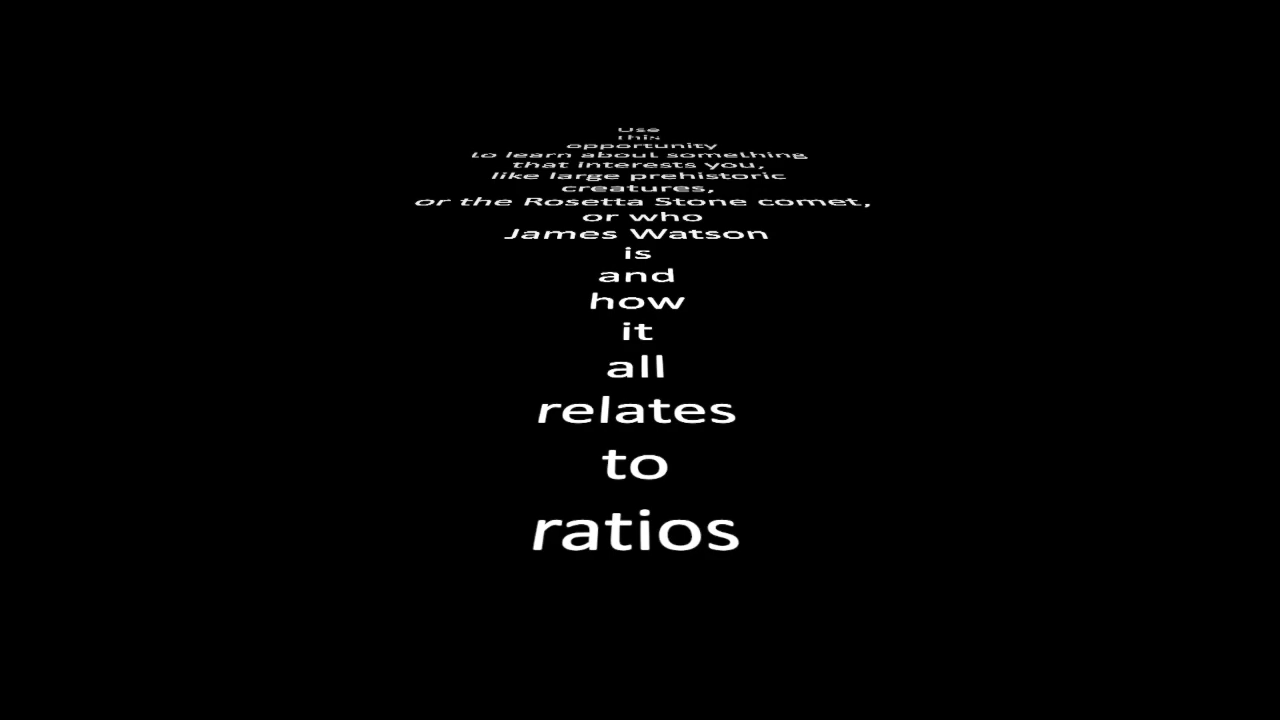 Use
this
opportunity
to learn about something
that interests you,
like large prehistoric
creatures,
or the Rosetta Stone comet,
or who
James Watson
is
and
how
it
all
relates
to
ratios